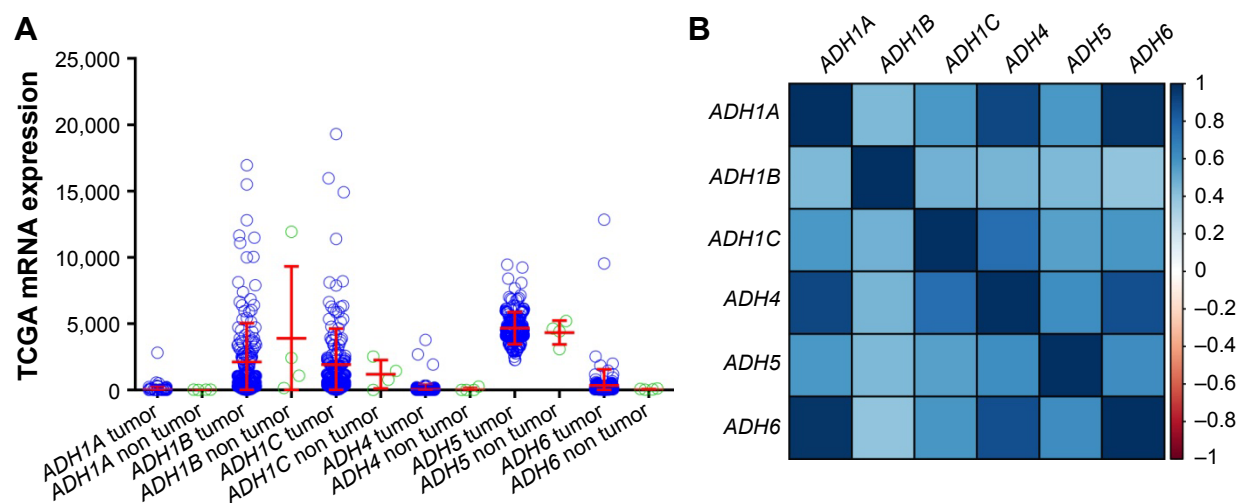 A
TCGA mRNA expression
25,000
20,000
15,000
10,000
5,000
0
ADH1A tumor
ADH1A non tumor
ADH1B tumor
ADH1B non tumor
ADH1C tumor
ADH1C non tumor
ADH4 tumor
ADH4 non tumor
ADH5 tumor
ADH5 non tumor
ADH6 tumor
ADH6 non tumor
B
ADH1A ADH1B ADH1C ADH4 ADH5 ADH6
ADH1A
ADH1B
ADH1C
ADH4
ADH5
ADH6
1
0.8
0.6
0.4
0.2
0
–0.2
–0.4
–0.6
–0.8
–1